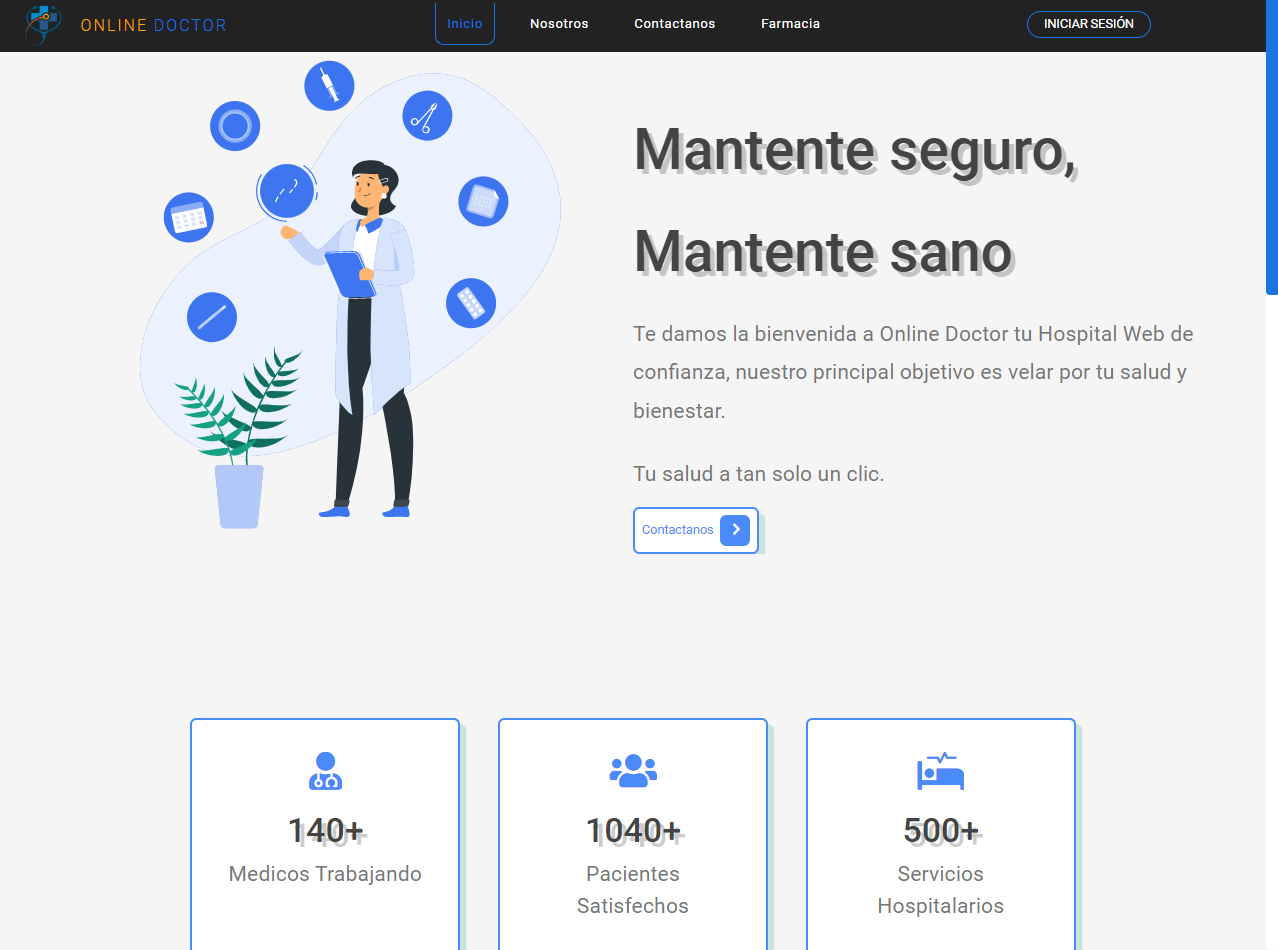 ONLINE DOCTOR
Inicio
Nosotros
Contactanos
Farmacia
INICIAR SESIÓN
Mantente seguro,
Mantente sano
Te damos la bienvenida a Online Doctor tu Hospital Web de
confianza, nuestro principal objetivo es velar por tu salud y
bienestar.
Tu salud a tan solo un clic.
Contactanos
140+
Medicos Trabajando
1040+
Pacientes
Satisfechos
500+
Servicios
Hospitalarios